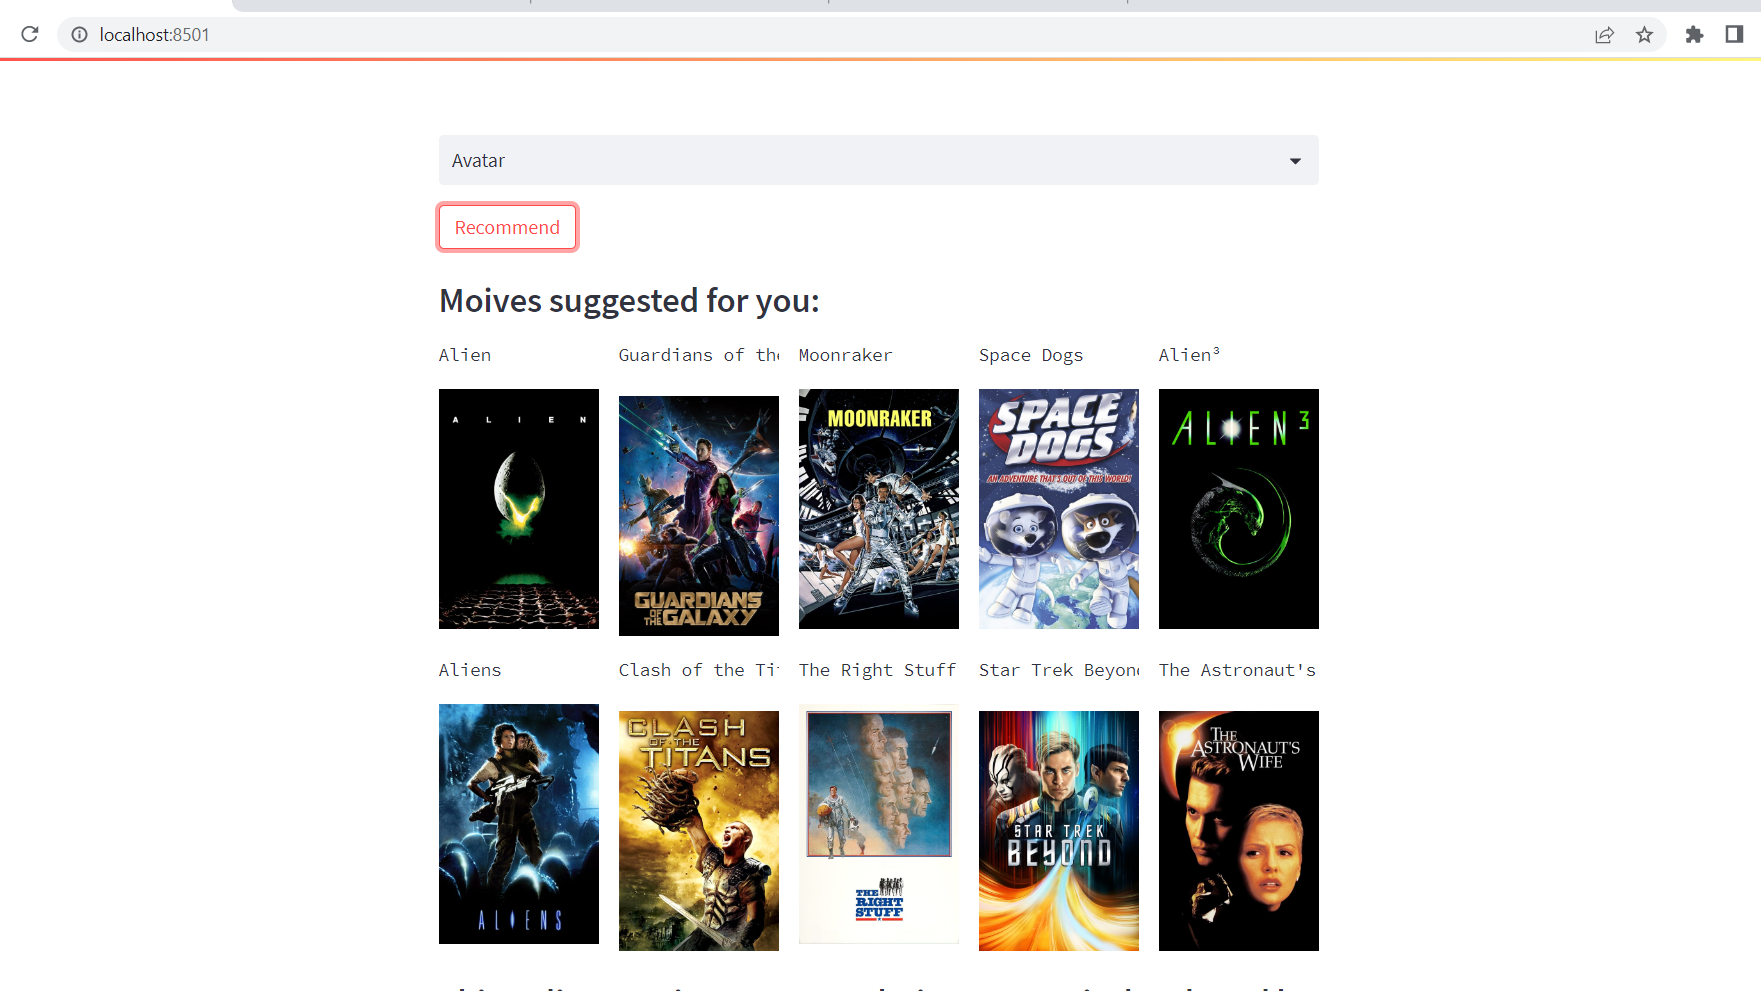 localhost:8501
Avatar
Recommend
Moives suggested for you:
Alien
Guardians of the
Moonraker
Space Dogs
Alien³
A L I E N
GUARDIANS
OF THE GALAXY
MOONRAKER
SPACE
DOGS
AN ADVENTURE THAT'S OUT OF THIS WORLD!
ALIEN 3
Aliens
Clash of the Ti
The Right Stuff
Star Trek Beyond
The Astronaut's
ALIENS
CLASH
OF THE
TITANS
THE
RIGHT
STUFF
STAR TREK
BEYOND
THE
ASTRONAUT'S
WIFE